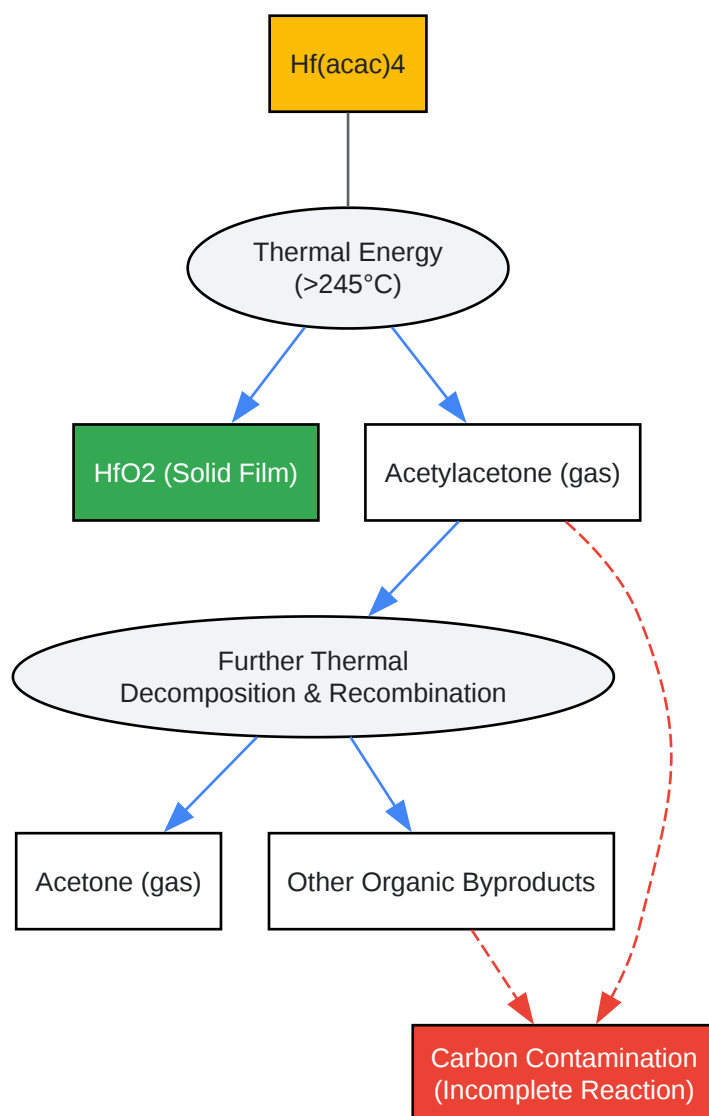 Hf(acac)4
Thermal Energy
(>245°C)
HfO2 (Solid Film)
Acetylacetone (gas)
Further Thermal
Decomposition & Recombination
Acetone (gas)
Other Organic Byproducts
Carbon Contamination
(Incomplete Reaction)